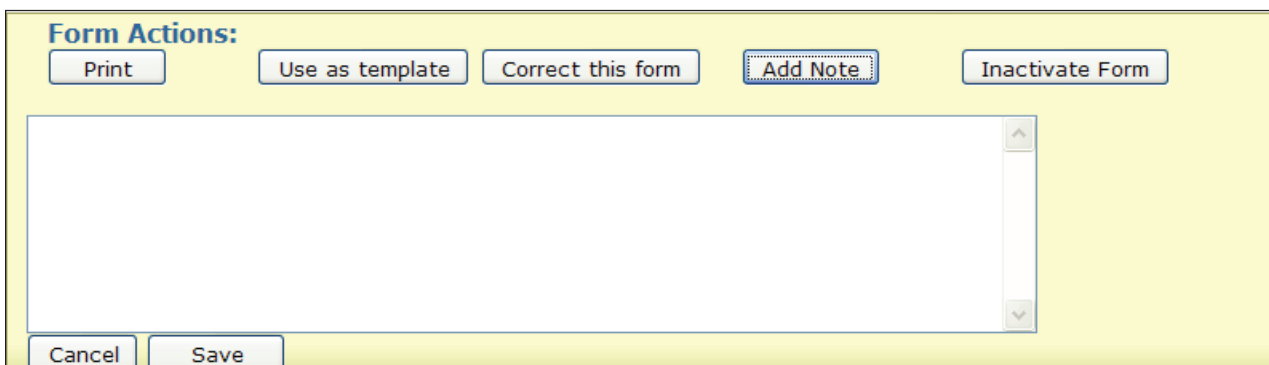 Form Actions:
Print Use as template Correct this form Add Note Inactivate Form
Cancel Save